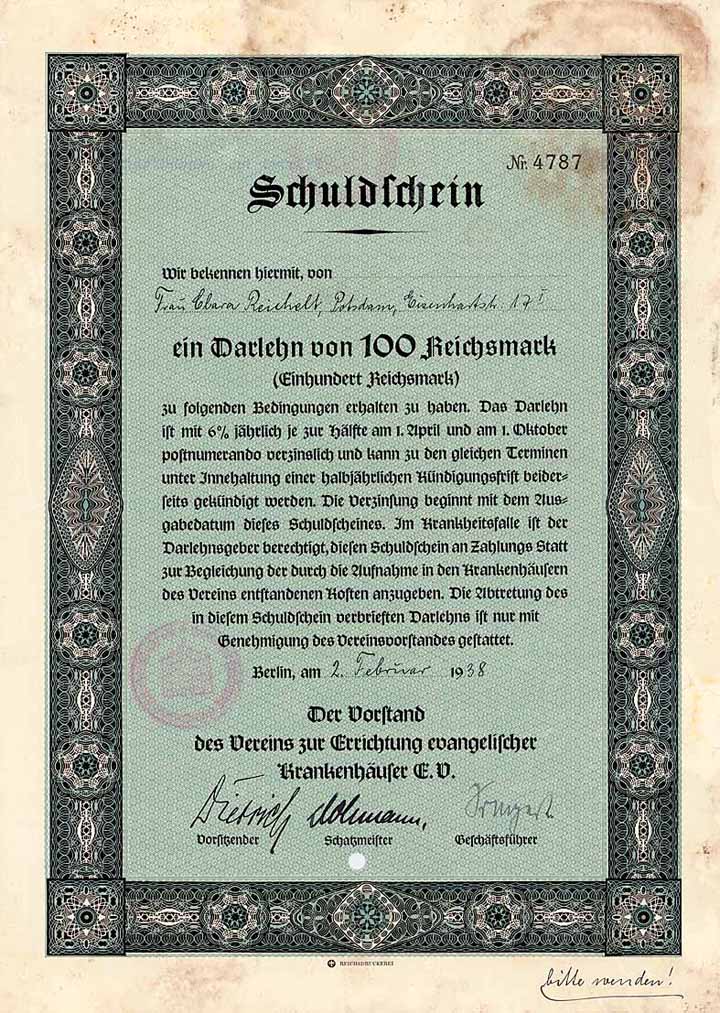 Nr. 4787
Schuldschein
Wir bekennen hiermit, von
Frau Clara Reichelt, Potsdam, Eisenhartstr. 17 I
ein Darlehn von 100 Reichsmark
(Einhundert Reichsmark)
zu folgenden Bedingungen erhalten zu haben. Das Darlehn
ist mit 6% jährlich je zur Hälfte am 1. April und am 1. Oktober
postnumerando verzinslich und kann zu den gleichen Terminen
unter Innehaltung einer halbjährlichen Kündigungsfrist beider-
seits gekündigt werden. Die Verzinsung beginnt mit dem Aus-
gabedatum dieses Schuldscheines. Im Krankheitsfalle ist der
Darlehnsgeber berechtigt, diesen Schuldschein an Zahlungs Statt
zur Begleichung der durch die Aufnahme in den Krankenhäusern
des Vereins entstandenen Kosten anzugeben. Die Abtretung des
in diesem Schuldschein verbrieften Darlehns ist nur mit
Genehmigung des Vereinsvorstandes gestattet.
Berlin, am 2. Februar 1938
Der Vorstand
des Vereins zur Errichtung evangelischer
Krankenhäuser E.V.
Dietrich
Vorsitzender Schatzmeister Geschäftsführer
REICHSDRUCKEREI
bitte wenden!